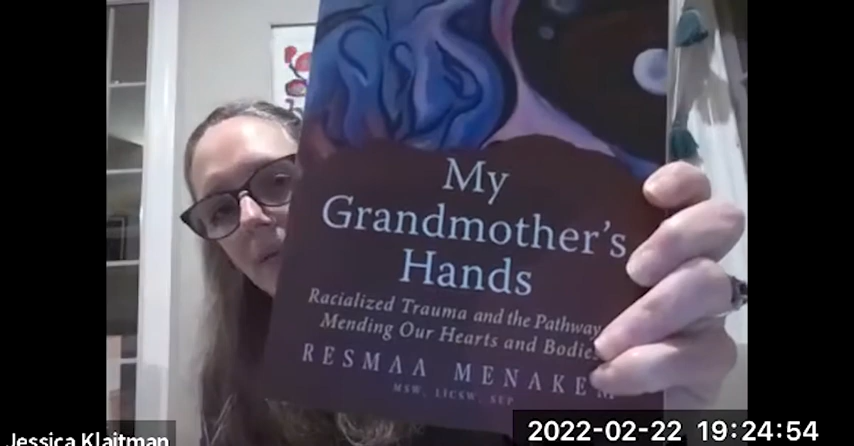 My
Grandmother's
Hands
Racialized Trauma and the Pathway
Mending Our Hearts and Bodies
RESMAA MENAKEM
MSW, LICSW, SEP
Jessica Klaitman
2022-02-22 19:24:54